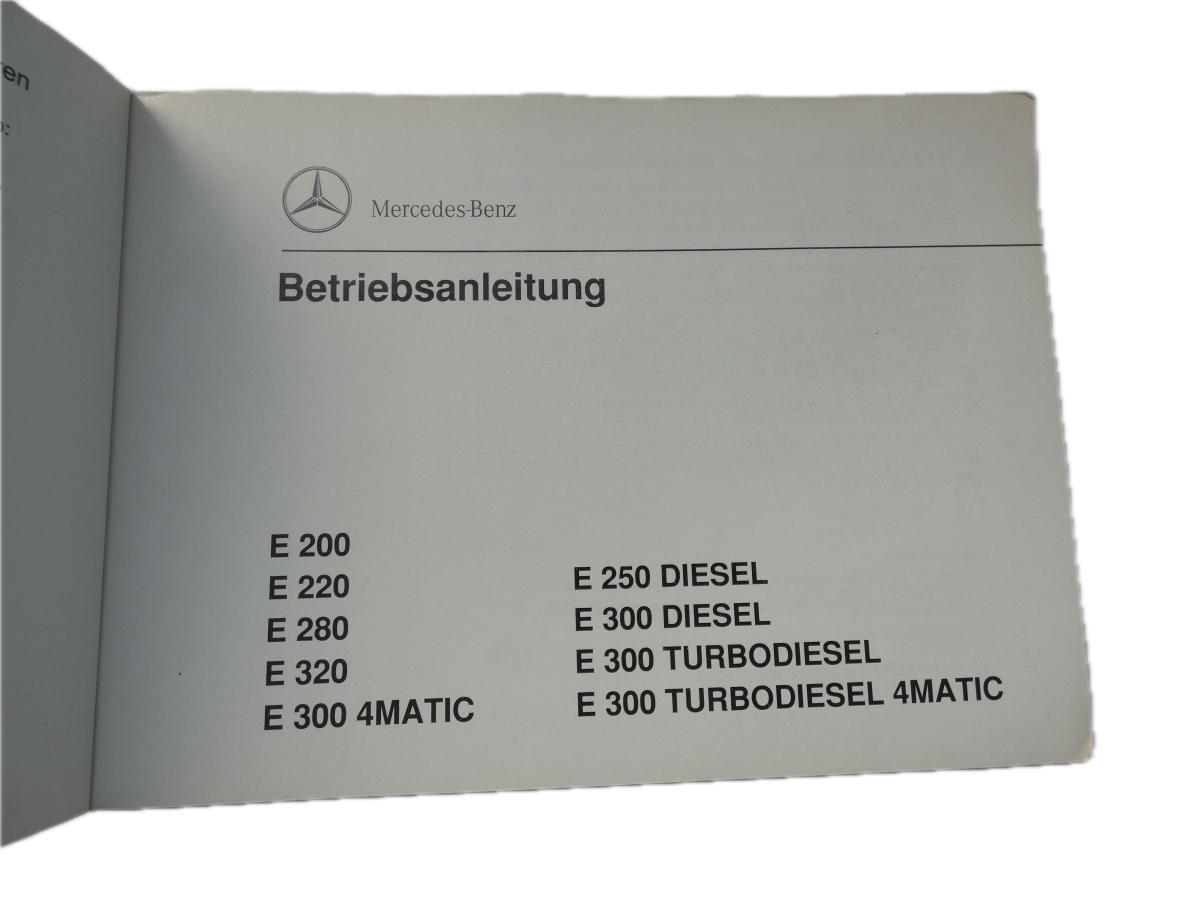 Mercedes-Benz
Betriebsanleitung
E 200
E 220
E 280
E 320
E 300 4MATIC
E 250 DIESEL
E 300 DIESEL
E 300 TURBODIESEL
E 300 TURBODIESEL 4MATIC